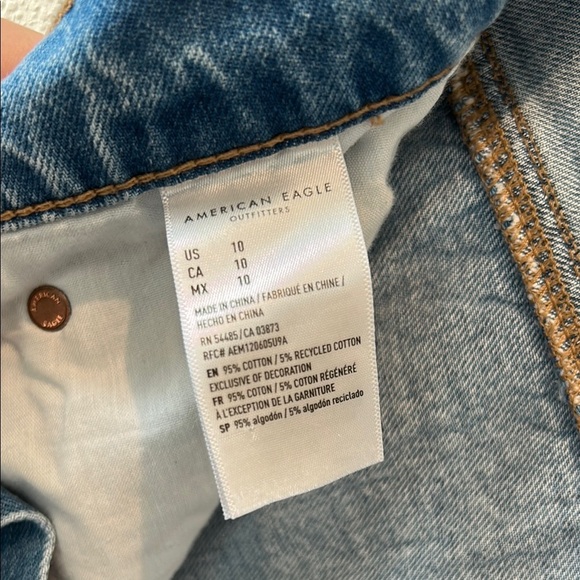 AMERICAN EAGLE
OUTFITTERS
US 10
CA 10
MX 10
MADE IN CHINA / FABRIQUÉ EN CHINE /
HECHO EN CHINA
RN 54485 / CA 03873
RFC# AEM120605U9A
EN 95% COTTON / 5% RECYCLED COTTON
EXCLUSIVE OF DECORATION
FR 95% COTON / 5% COTON RÉGÉNÉRÉ
À L'EXCEPTION DE LA GARNITURE
SP 95% algodón / 5% algodón reciclado
AMERICAN
EAGLE